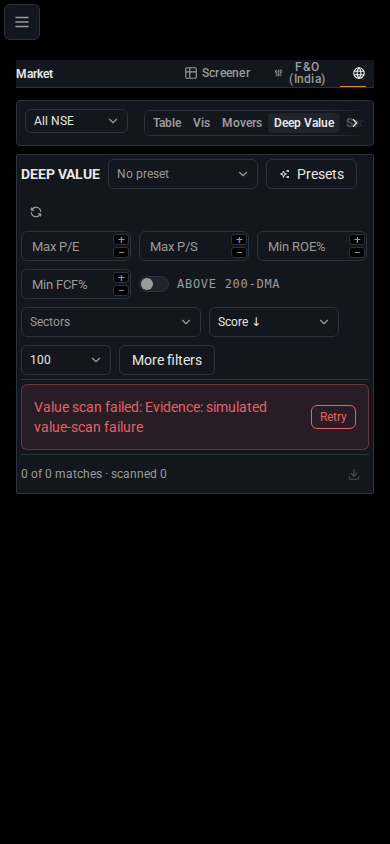 Market
Screener
F&O
(India)
All NSE
Table Vis Movers Deep Value
DEEP VALUE
No preset
Presets
Max P/E
+
−
Max P/S
+
−
Min ROE%
+
−
Min FCF%
+
−
ABOVE 200-DMA
Sectors
Score ↓
100
More filters
Value scan failed: Evidence: simulated
value-scan failure
Retry
0 of 0 matches · scanned 0